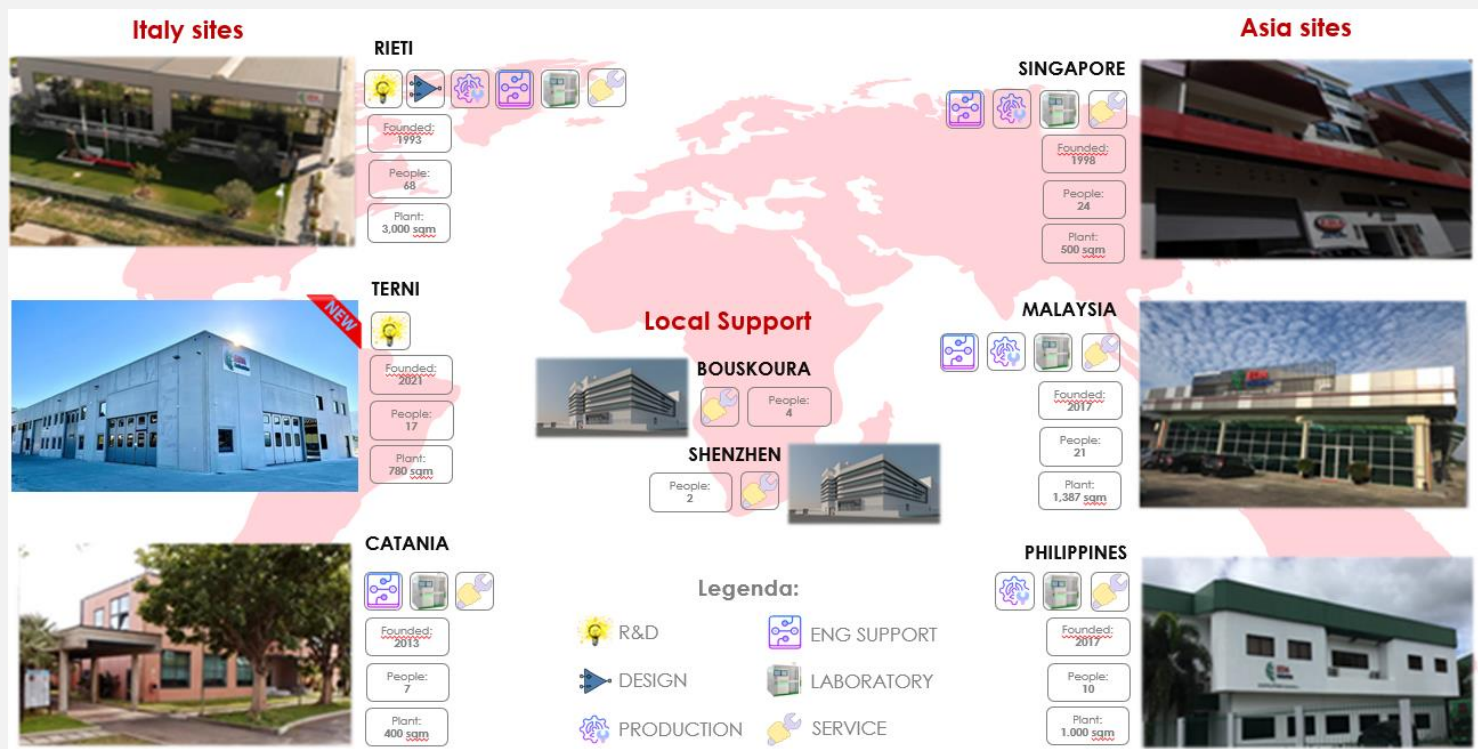 Italy sites
RIETI
Founded:
1993
People:
68
Plant:
3,000 sqm
TERNI
NEW
Founded:
2021
People:
17
Plant:
780 sqm
CATANIA
Founded:
2013
People:
7
Plant:
400 sqm
Local Support
BOUSKOURA
People:
4
SHENZHEN
People:
2
Legenda:
R&D
ENG SUPPORT
DESIGN
LABORATORY
PRODUCTION
SERVICE
Asia sites
SINGAPORE
Founded:
1998
People:
24
Plant:
500 sqm
MALAYSIA
Founded:
2017
People:
21
Plant:
1,387 sqm
PHILIPPINES
Founded:
2017
People:
10
Plant:
1.000 sqm